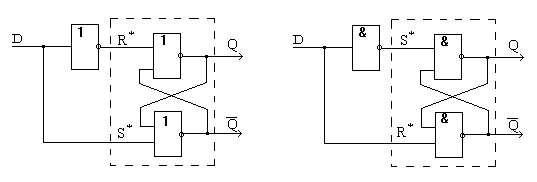 D 1 R* 1 Q
S* 1 Q̅
D & S* & Q
R* & Q̅